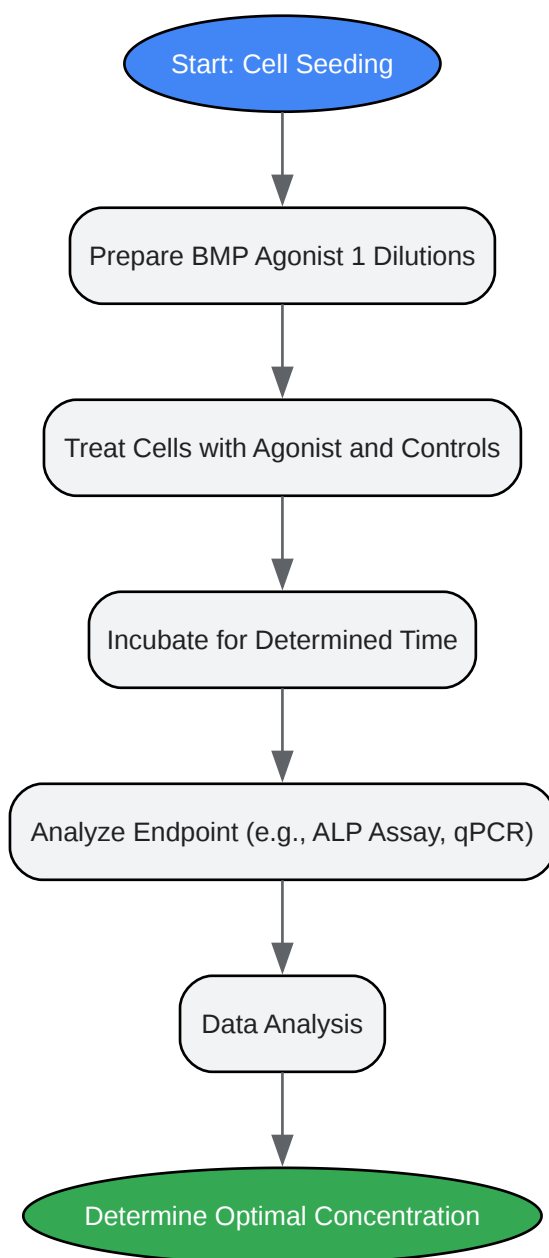 Start: Cell Seeding
Prepare BMP Agonist 1 Dilutions
Treat Cells with Agonist and Controls
Incubate for Determined Time
Analyze Endpoint (e.g., ALP Assay, qPCR)
Data Analysis
Determine Optimal Concentration